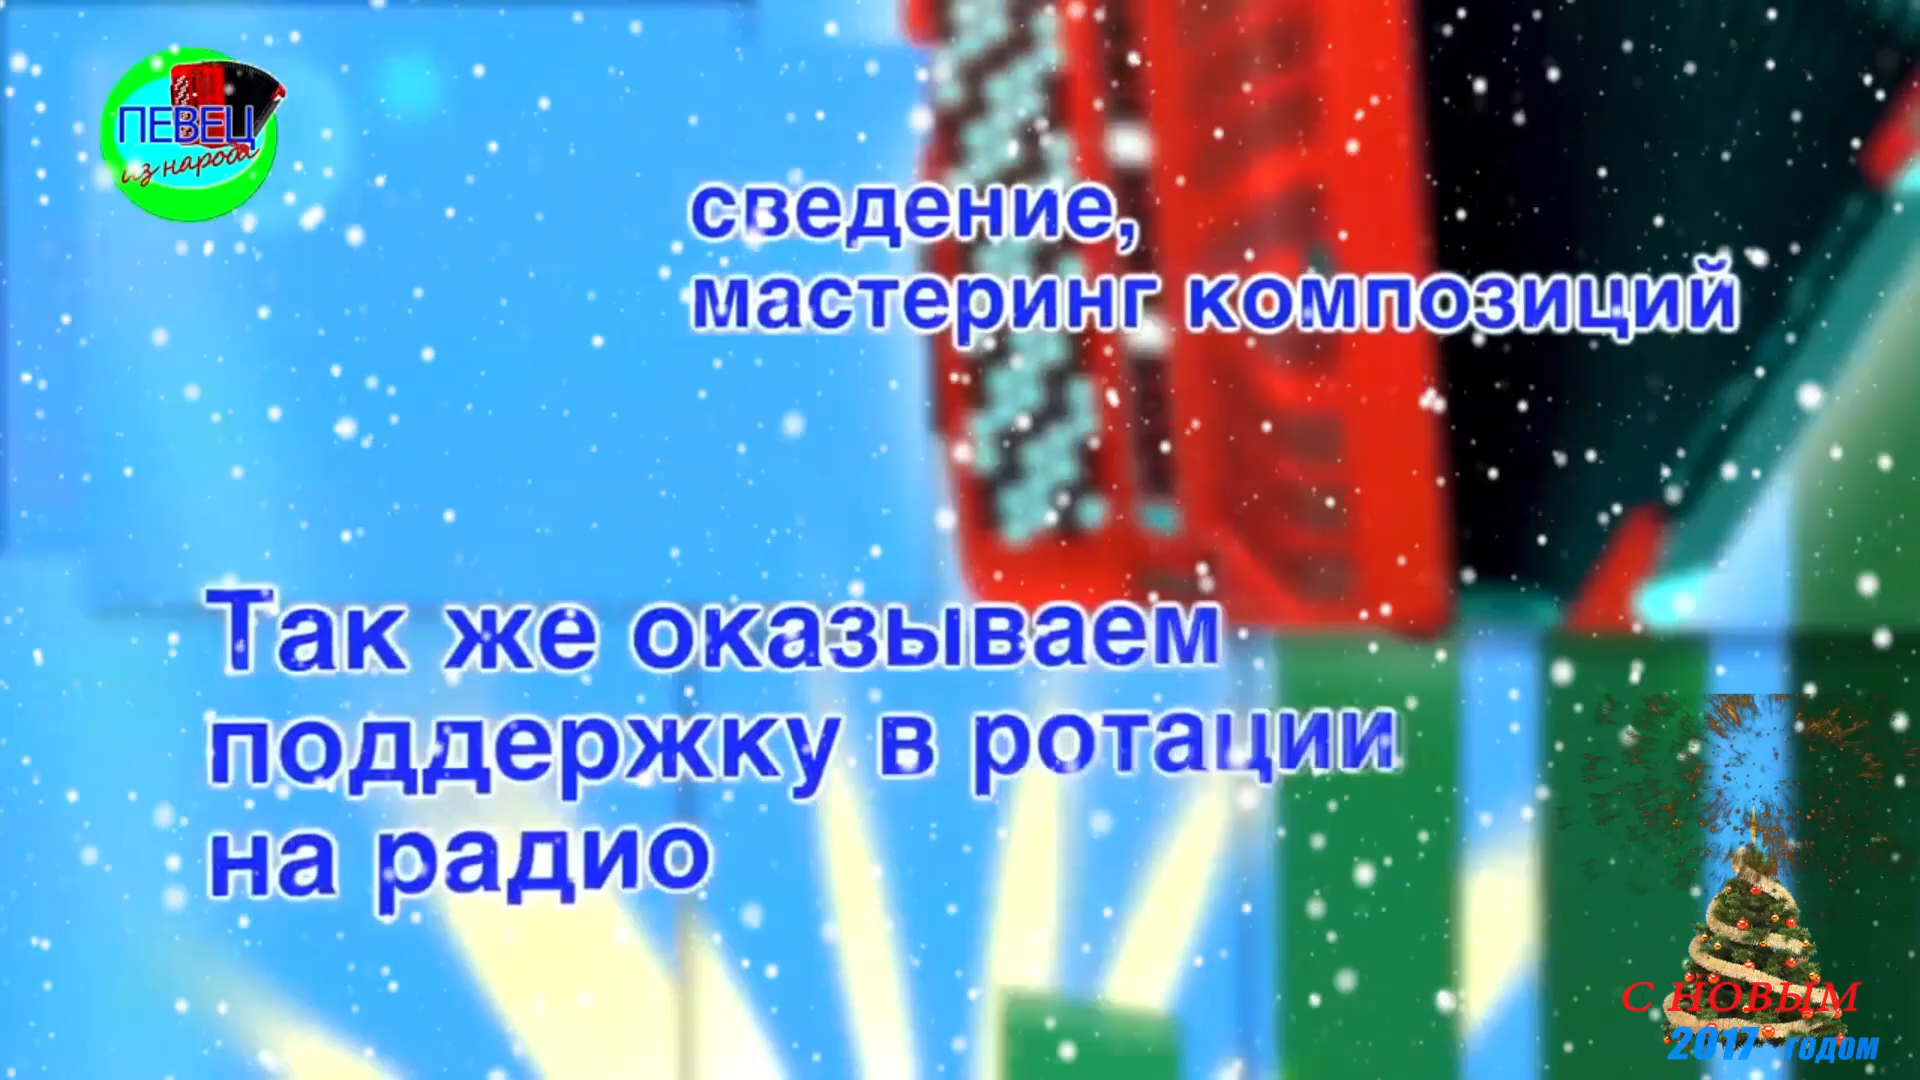 ПЕВЕЦ
из народа
сведение,
мастеринг композиций
Так же оказываем
поддержку в ротации
на радио
С НОВЫМ
2017 годом